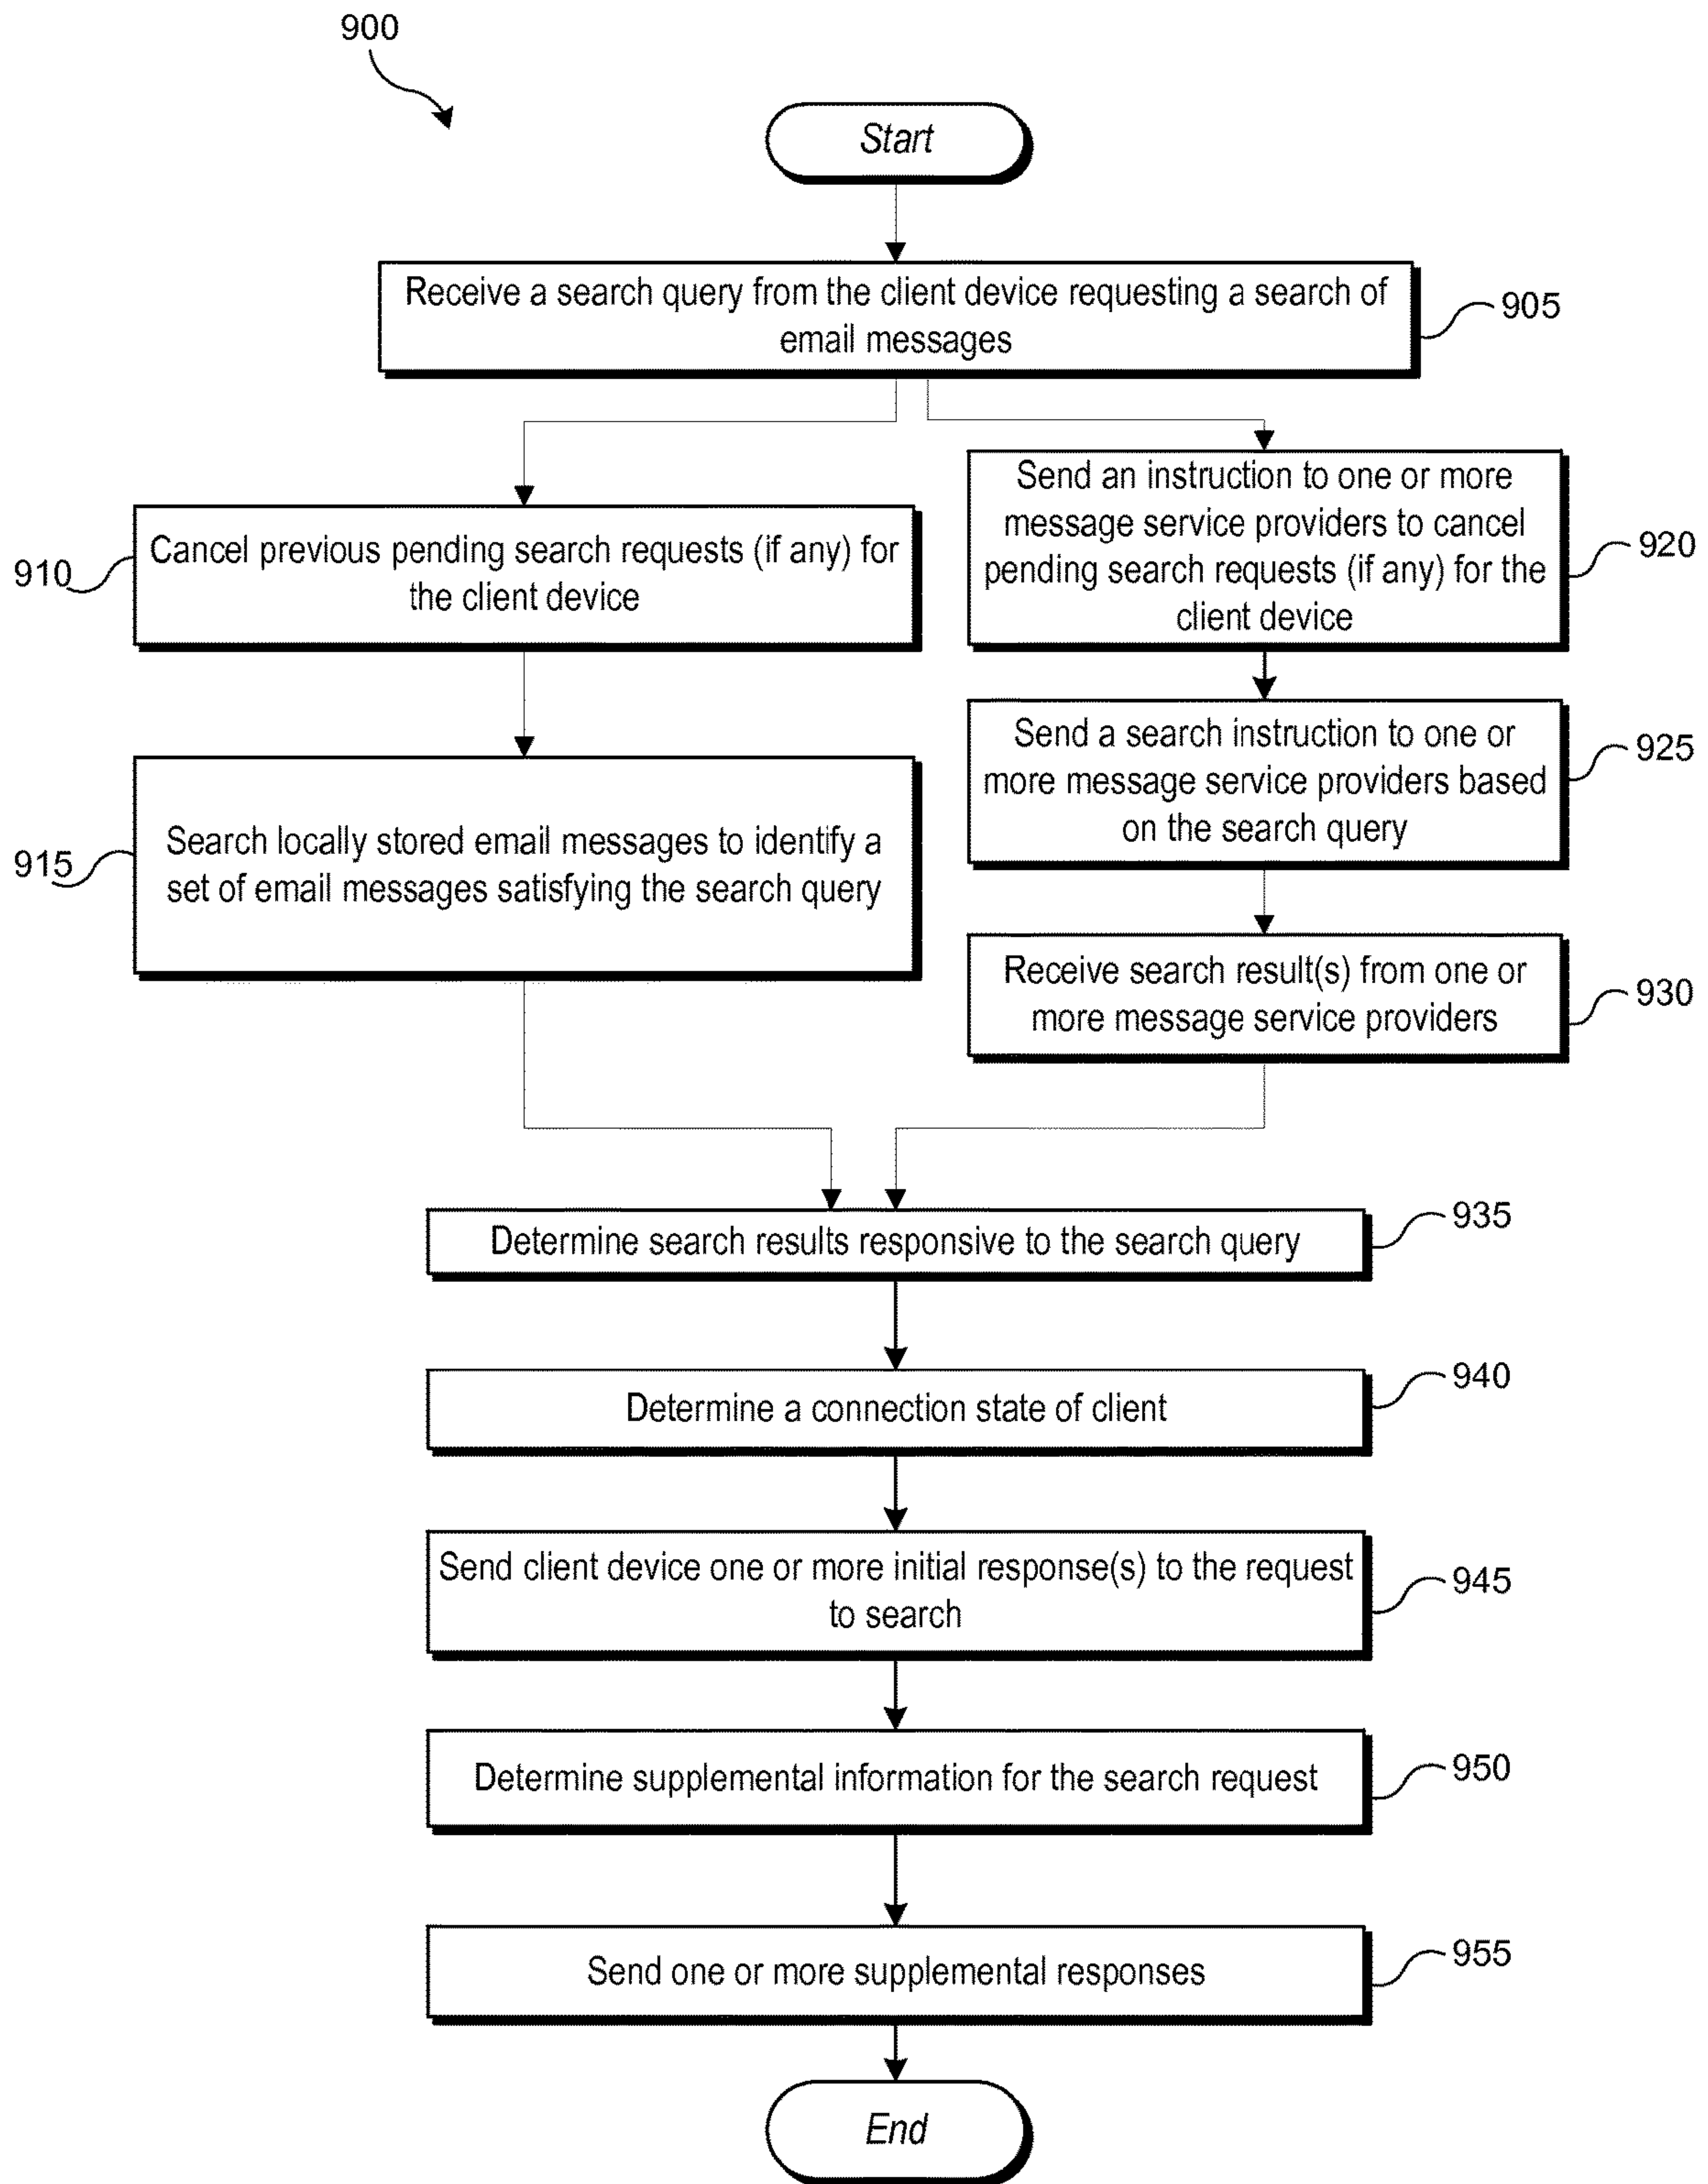 900
Start
Receive a search query from the client device requesting a search of
email messages
905
Cancel previous pending search requests (if any) for
the client device
910
Search locally stored email messages to identify a
set of email messages satisfying the search query
915
Send an instruction to one or more
message service providers to cancel
pending search requests (if any) for the
client device
920
Send a search instruction to one or
more message service providers based
on the search query
925
Receive search result(s) from one or
more message service providers
930
Determine search results responsive to the search query
935
Determine a connection state of client
940
Send client device one or more initial response(s) to the request
to search
945
Determine supplemental information for the search request
950
Send one or more supplemental responses
955
End